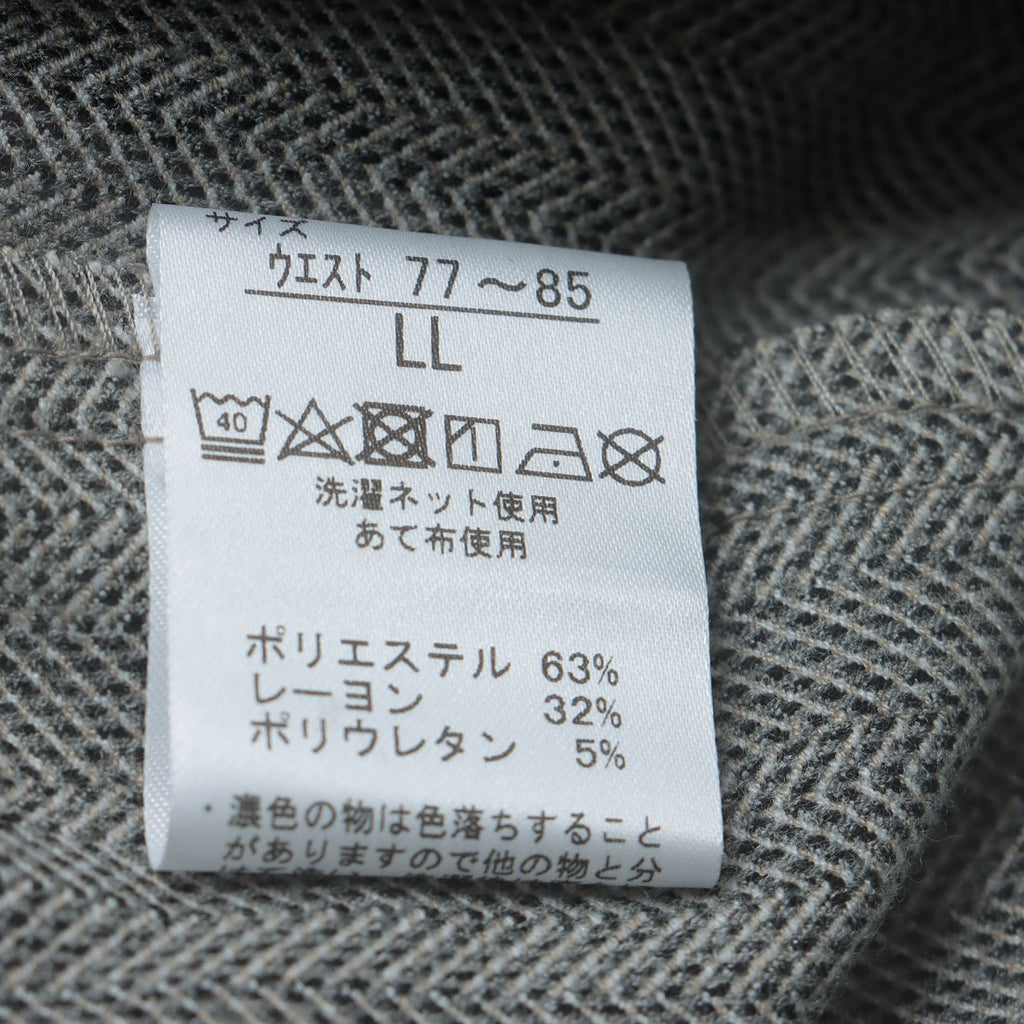 サイズ
ウエスト 77～85
LL
40
洗濯ネット使用
あて布使用
ポリエステル 63%
レーヨン 32%
ポリウレタン 5%
・濃色の物は色落ちすること
がありますので他の物と分